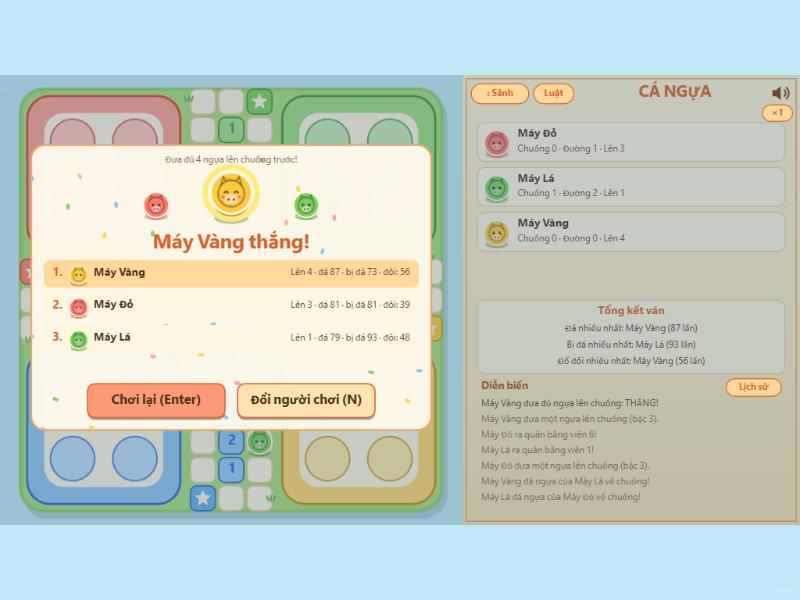 1
Đưa đủ 4 ngựa lên chuồng trước!
Máy Vàng thắng!
1. Máy Vàng Lên 4 · đá 87 · bị đá 73 · đôi: 56
2. Máy Đỏ Lên 3 · đá 81 · bị đá 81 · đôi: 39
3. Máy Lá Lên 1 · đá 79 · bị đá 93 · đôi: 48
Chơi lại (Enter) Đổi người chơi (N)
2
1
‹ Sảnh Luật CÁ NGỰA
×1
Máy Đỏ
Chuồng 0 · Đường 1 · Lên 3
Máy Lá
Chuồng 1 · Đường 2 · Lên 1
Máy Vàng
Chuồng 0 · Đường 0 · Lên 4
Tổng kết ván
Đá nhiều nhất: Máy Vàng (87 lần)
Bị đá nhiều nhất: Máy Lá (93 lần)
Đổ đôi nhiều nhất: Máy Vàng (56 lần)
Diễn biến Lịch sử
Máy Vàng đưa đủ ngựa lên chuồng: THẮNG!
Máy Vàng đưa một ngựa lên chuồng (bậc 3).
Máy Đỏ ra quân bằng viên 6!
Máy Lá ra quân bằng viên 1!
Máy Đỏ đưa một ngựa lên chuồng (bậc 3).
Máy Vàng đá ngựa của Máy Lá về chuồng!
Máy Lá đá ngựa của Máy Đỏ về chuồng!